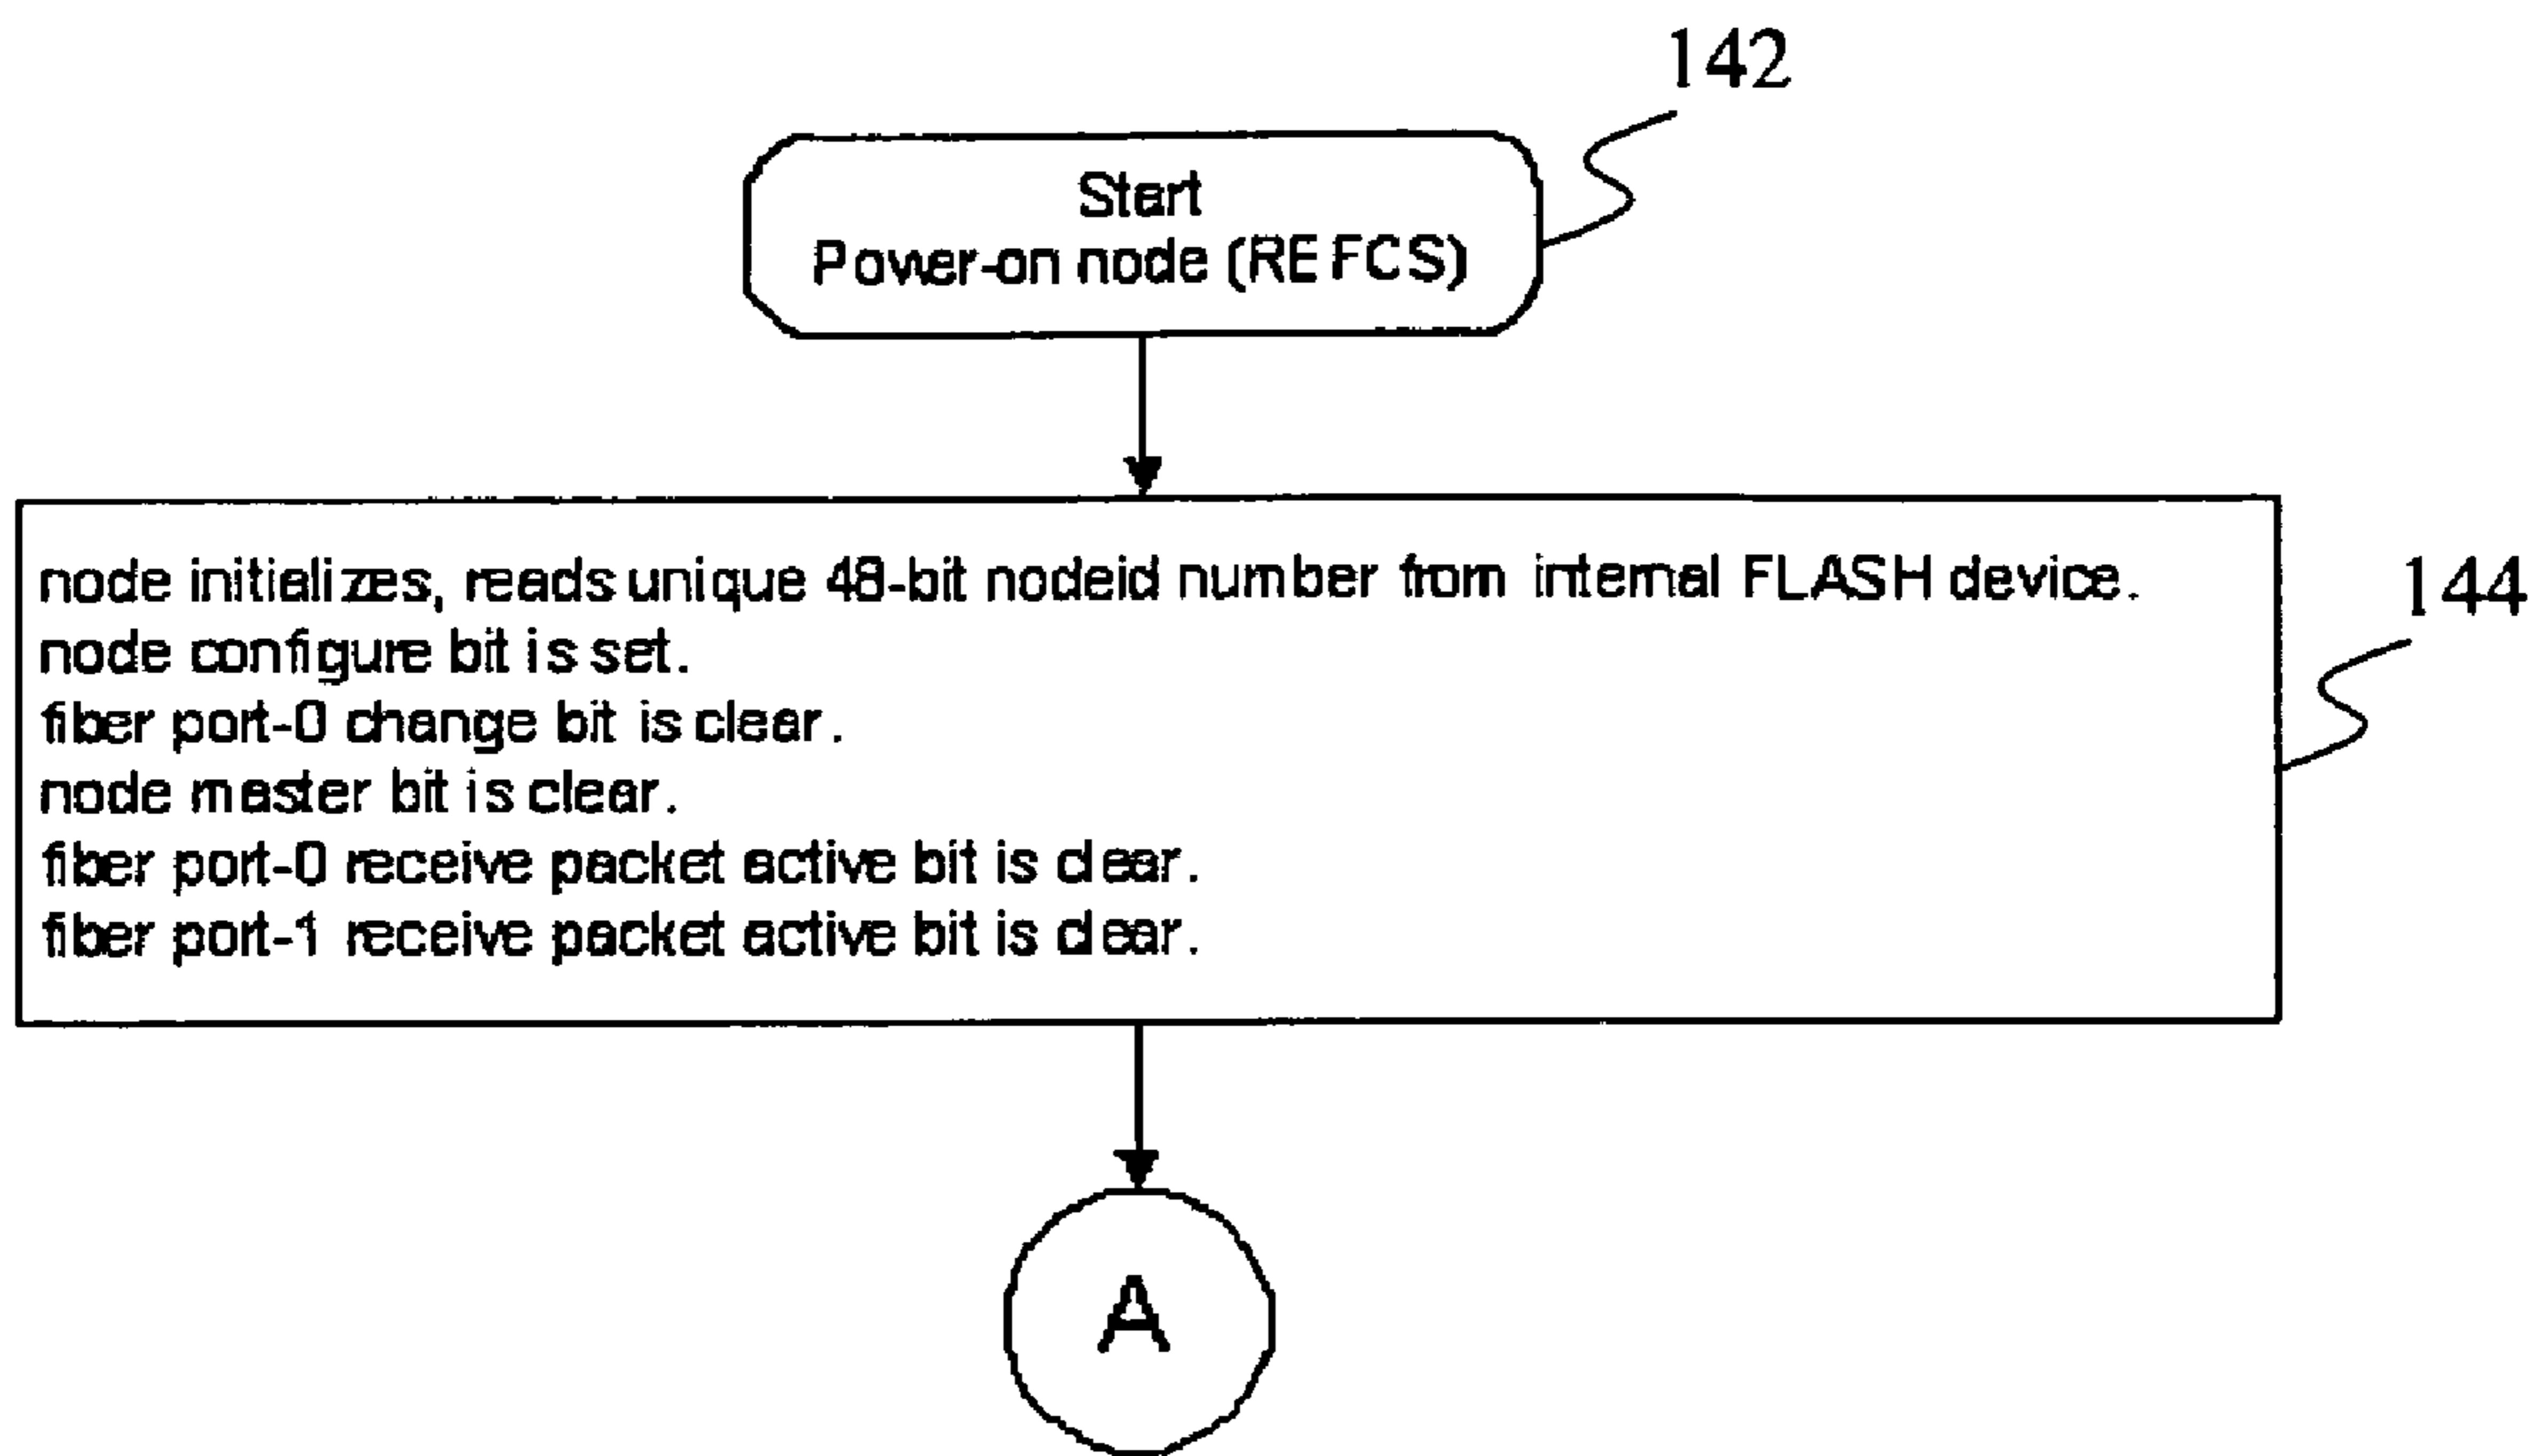 142
Start
Power-on node (REFCS)
node initializes, reads unique 48-bit nodeid number from internal FLASH device.
node configure bit is set.
fiber port-0 change bit is clear.
node master bit is clear.
fiber port-0 receive packet active bit is clear.
fiber port-1 receive packet active bit is clear.
144
A